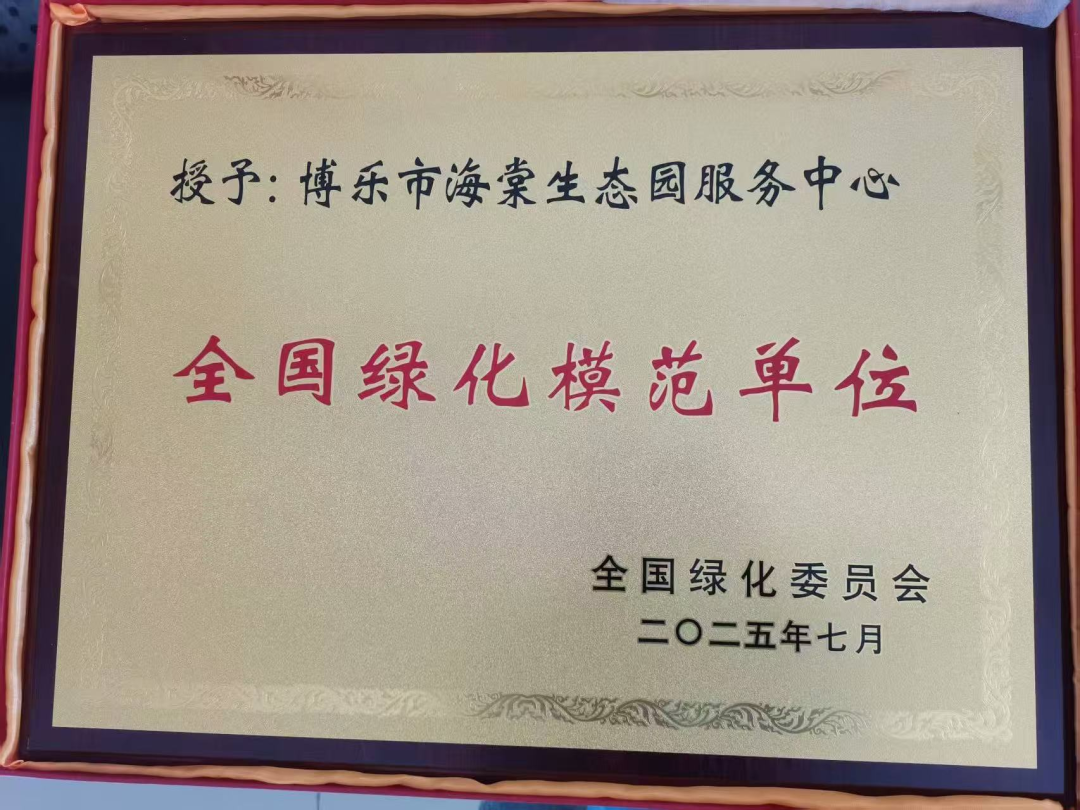 授予：博乐市海棠生态园服务中心
全国绿化模范单位
全国绿化委员会
二〇二五年七月